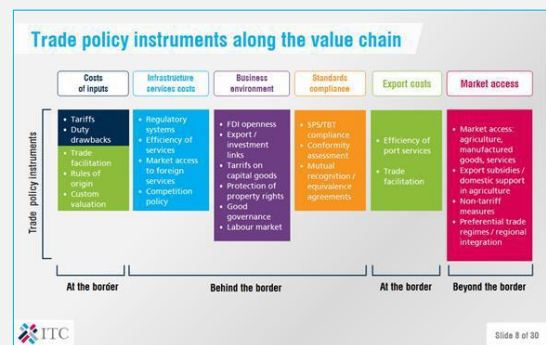 Trade policy instruments along the value chain
Costs
of inputs
Infrastructure
services costs
Business
environment
Standards
compliance
Export costs
Market access
Trade policy instruments
• Tariffs
• Duty
drawbacks
• Trade
facilitation
• Rules of
origin
• Custom
valuation
• Regulatory
systems
• Efficiency of
services
• Market access
to foreign
services
• Competition
policy
• FDI openness
• Export /
investment
links
• Tarrifs on
capital goods
• Protection of
property rights
• Good
governance
• Labour market
• SPS/TBT
compliance
• Conformity
assessment
• Mutual
recognition /
equivalence
agreements
• Efficiency of
port services
• Trade
facilitation
• Market access:
agriculture,
manufactured
goods, services
• Export subsidies /
domestic support
in agriculture
• Non-tarriff
measures
• Preferential trade
regimes / regional
integration
At the border
Behind the border
At the border
Beyond the border
ITC
Slide 8 of 30